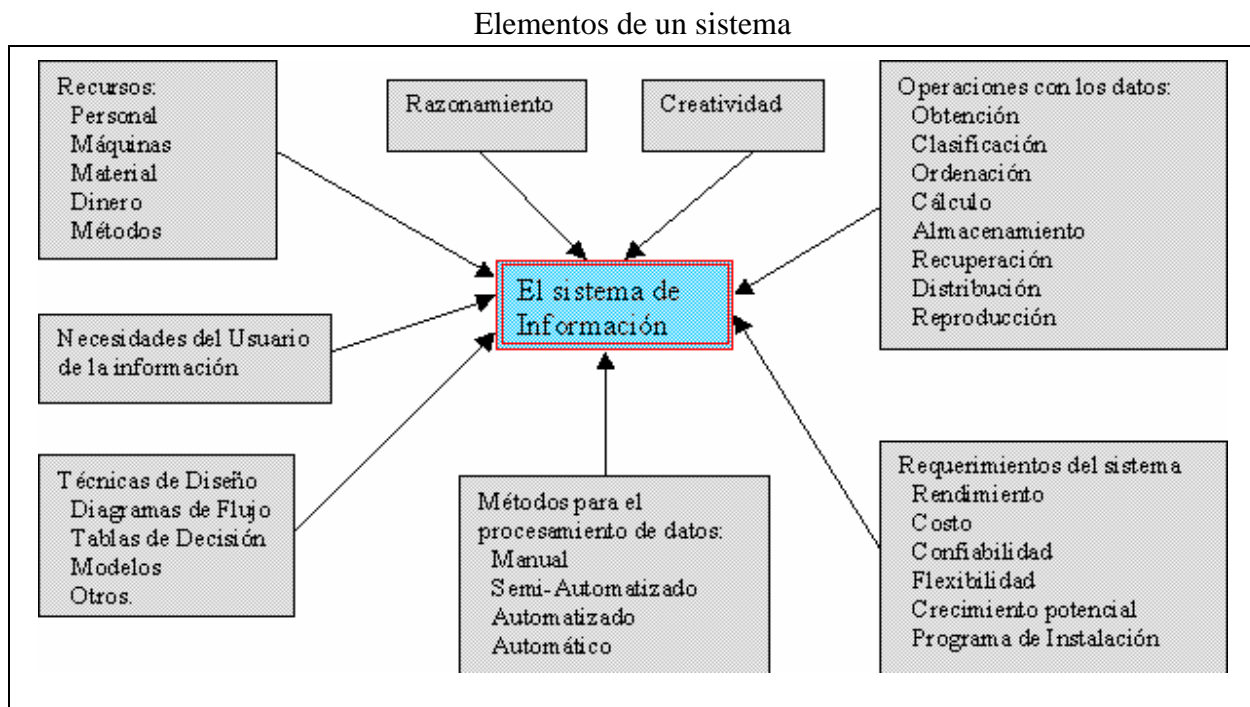 Elementos de un sistema
Recursos:
Personal
Máquinas
Material
Dinero
Métodos
Razonamiento
Creatividad
Operaciones con los datos:
Obtención
Clasificación
Ordenación
Cálculo
Almacenamiento
Recuperación
Distribución
Reproducción
El sistema de
Información
Necesidades del Usuario
de la información
Técnicas de Diseño
Diagramas de Flujo
Tablas de Decisión
Modelos
Otros.
Métodos para el
procesamiento de datos:
Manual
Semi-Automatizado
Automatizado
Automático
Requerimientos del sistema
Rendimiento
Costo
Confiabilidad
Flexibilidad
Crecimiento potencial
Programa de Instalación